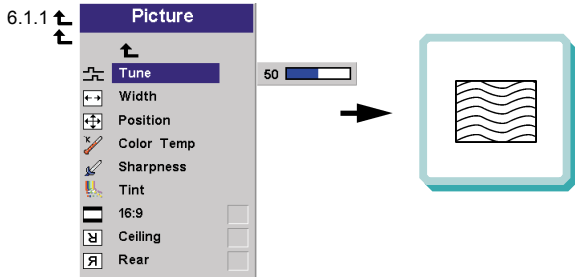 6.1.1
Picture
Tune 50
Width
Position
Color Temp
Sharpness
Tint
16:9
Ceiling
Rear